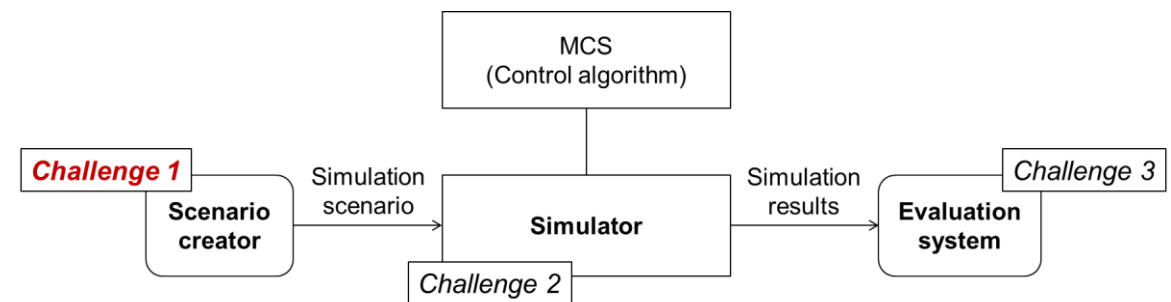 MCS
(Control algorithm)
Challenge 1
Scenario
creator
Simulation
scenario
Simulator
Challenge 2
Simulation
results
Challenge 3
Evaluation
system